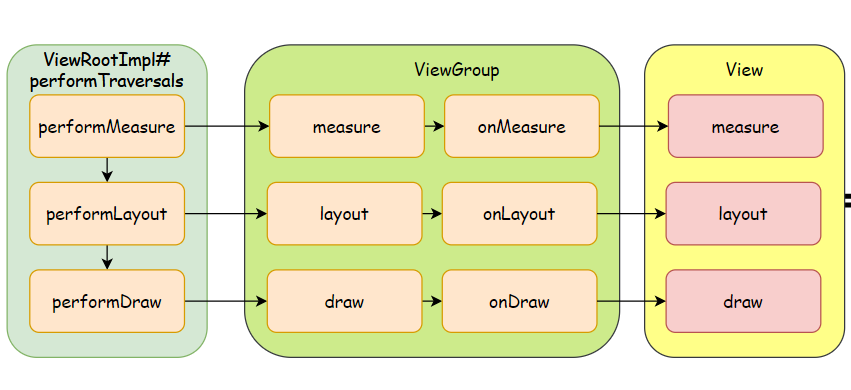 ViewRootImpl#
performTraversals
ViewGroup
View
performMeasure
measure
onMeasure
measure
performLayout
layout
onLayout
layout
performDraw
draw
onDraw
draw